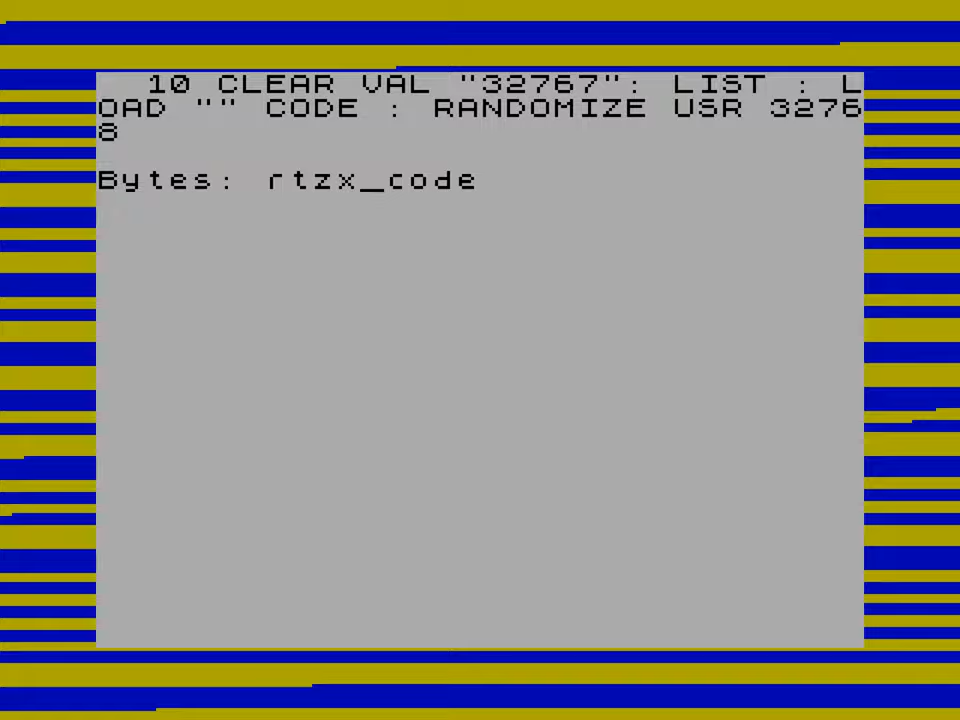 10 CLEAR VAL "32767": LIST : L
OAD "" CODE : RANDOMIZE USR 3276
8
Bytes: rtzx_code